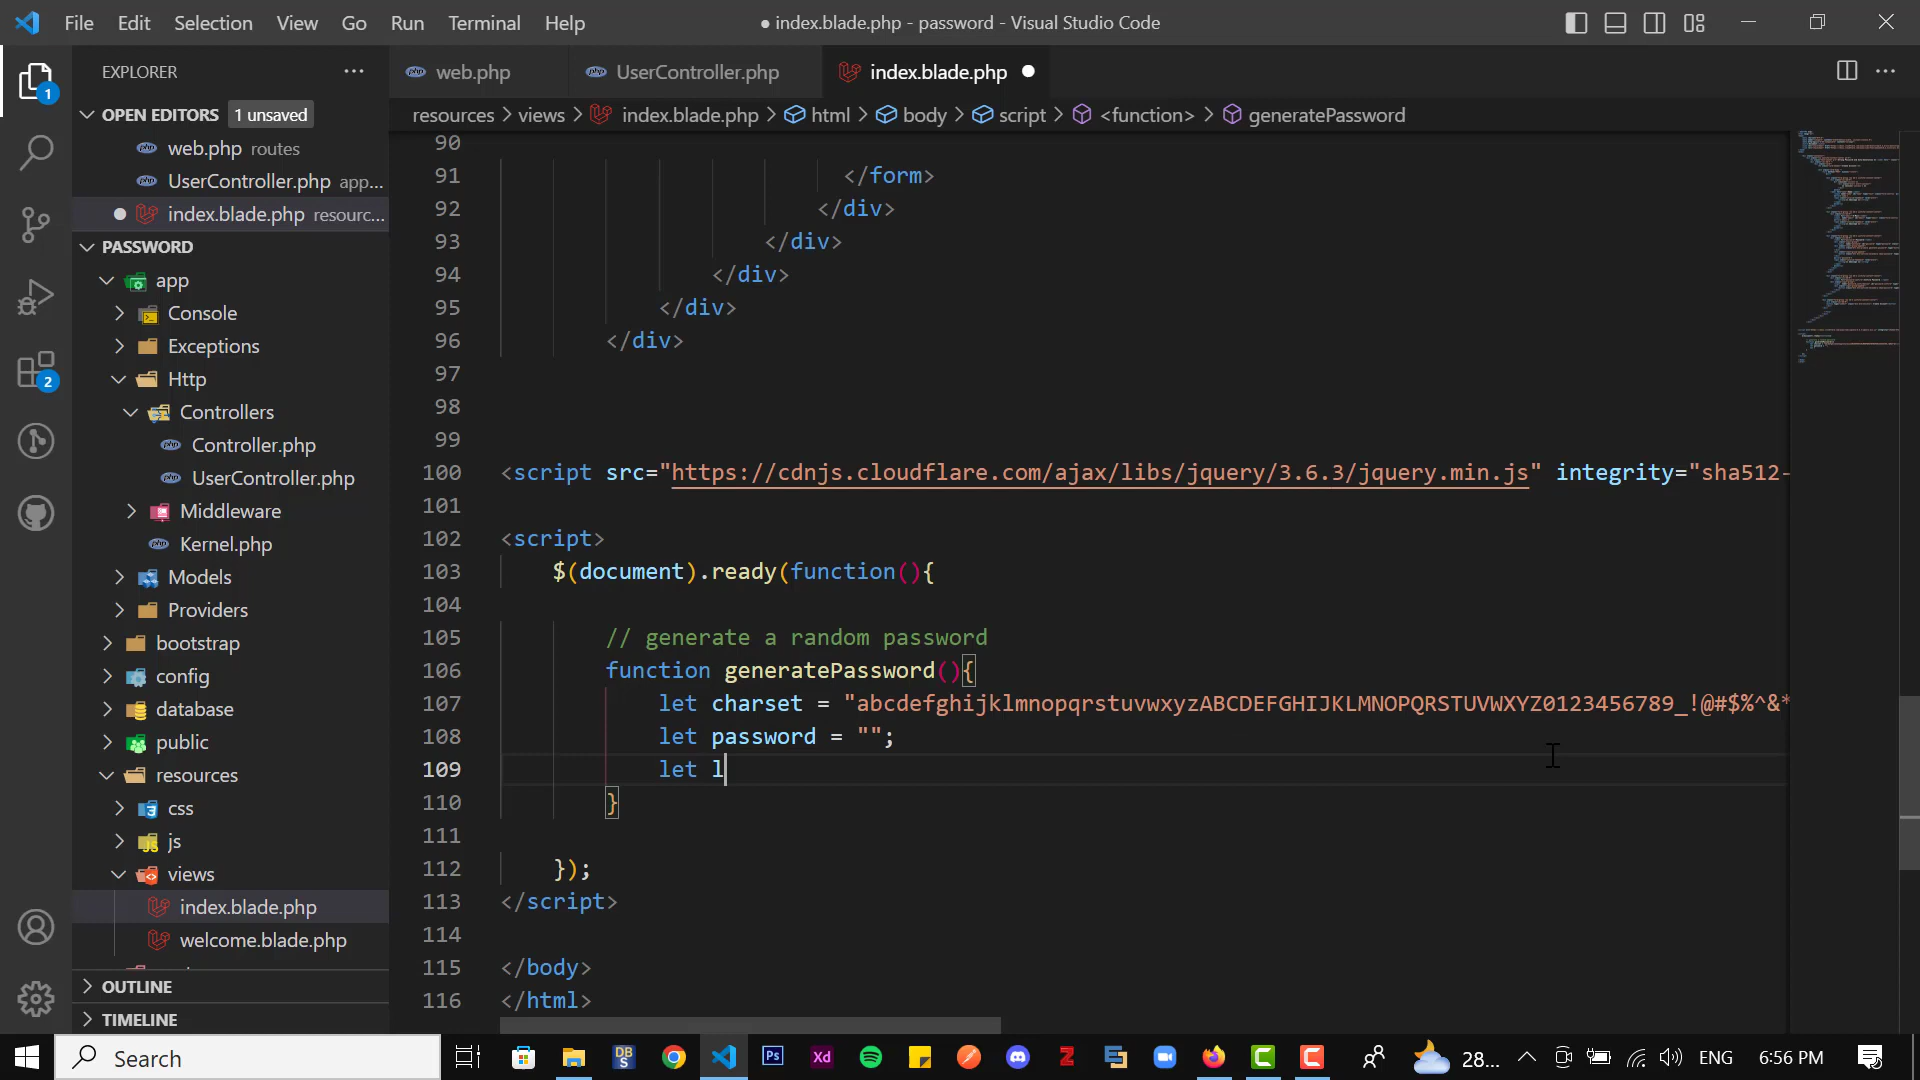 File Edit Selection View Go Run Terminal Help
● index.blade.php - password - Visual Studio Code
EXPLORER
web.php UserController.php index.blade.php
OPEN EDITORS 1 unsaved
resources > views > index.blade.php > html > body > script > <function> > generatePassword
web.php routes
UserController.php app...
index.blade.php resourc...
PASSWORD
app
Console
Exceptions
Http
Controllers
Controller.php
UserController.php
Middleware
Kernel.php
Models
Providers
bootstrap
config
database
public
resources
css
js
views
index.blade.php
welcome.blade.php
OUTLINE
TIMELINE
1
2
90
91 </form>
92 </div>
93 </div>
94 </div>
95 </div>
96 </div>
97
98
99
100 <script src="https://cdnjs.cloudflare.com/ajax/libs/jquery/3.6.3/jquery.min.js" integrity="sha512-
101
102 <script>
103 $(document).ready(function(){
104
105 // generate a random password
106 function generatePassword(){
107 let charset = "abcdefghijklmnopqrstuvwxyzABCDEFGHIJKLMNOPQRSTUVWXYZ0123456789_!@#$%^&*
108 let password = "";
109 let l
110 }
111
112 });
113 </script>
114
115 </body>
116 </html>
Search
DBS Ps Xd
28... ENG 6:56 PM